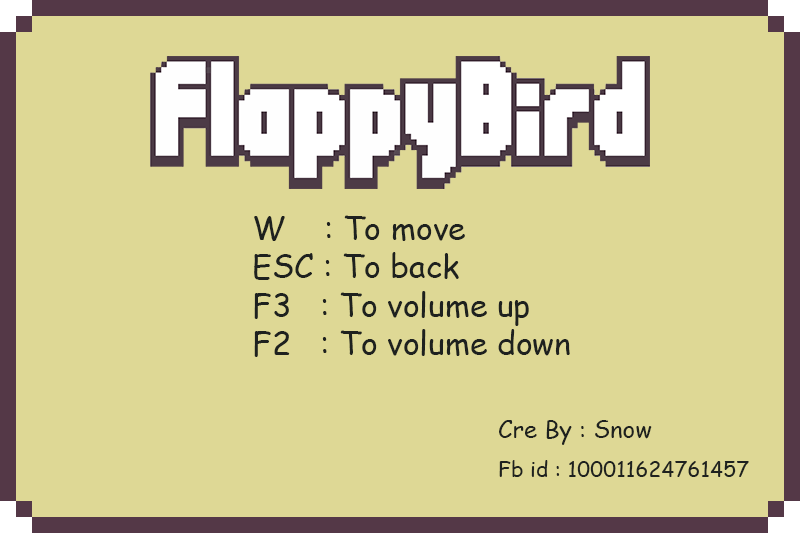 FlappyBird
W : To move
ESC : To back
F3 : To volume up
F2 : To volume down
Cre By : Snow
Fb id : 100011624761457